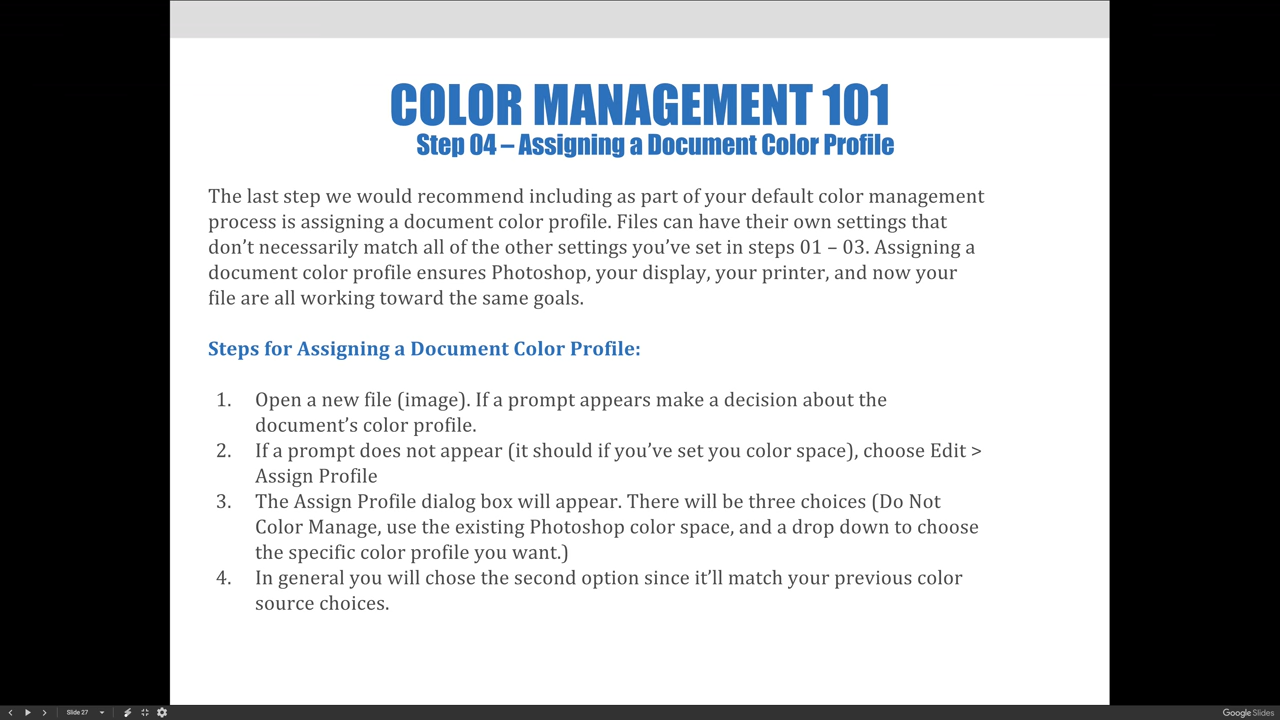 COLOR MANAGEMENT 101
Step 04 – Assigning a Document Color Profile
The last step we would recommend including as part of your default color management
process is assigning a document color profile. Files can have their own settings that
don’t necessarily match all of the other settings you’ve set in steps 01 – 03. Assigning a
document color profile ensures Photoshop, your display, your printer, and now your
file are all working toward the same goals.
Steps for Assigning a Document Color Profile:
1. Open a new file (image). If a prompt appears make a decision about the
document’s color profile.
2. If a prompt does not appear (it should if you’ve set you color space), choose Edit >
Assign Profile
3. The Assign Profile dialog box will appear. There will be three choices (Do Not
Color Manage, use the existing Photoshop color space, and a drop down to choose
the specific color profile you want.)
4. In general you will chose the second option since it’ll match your previous color
source choices.
Slide 27
Google Slides